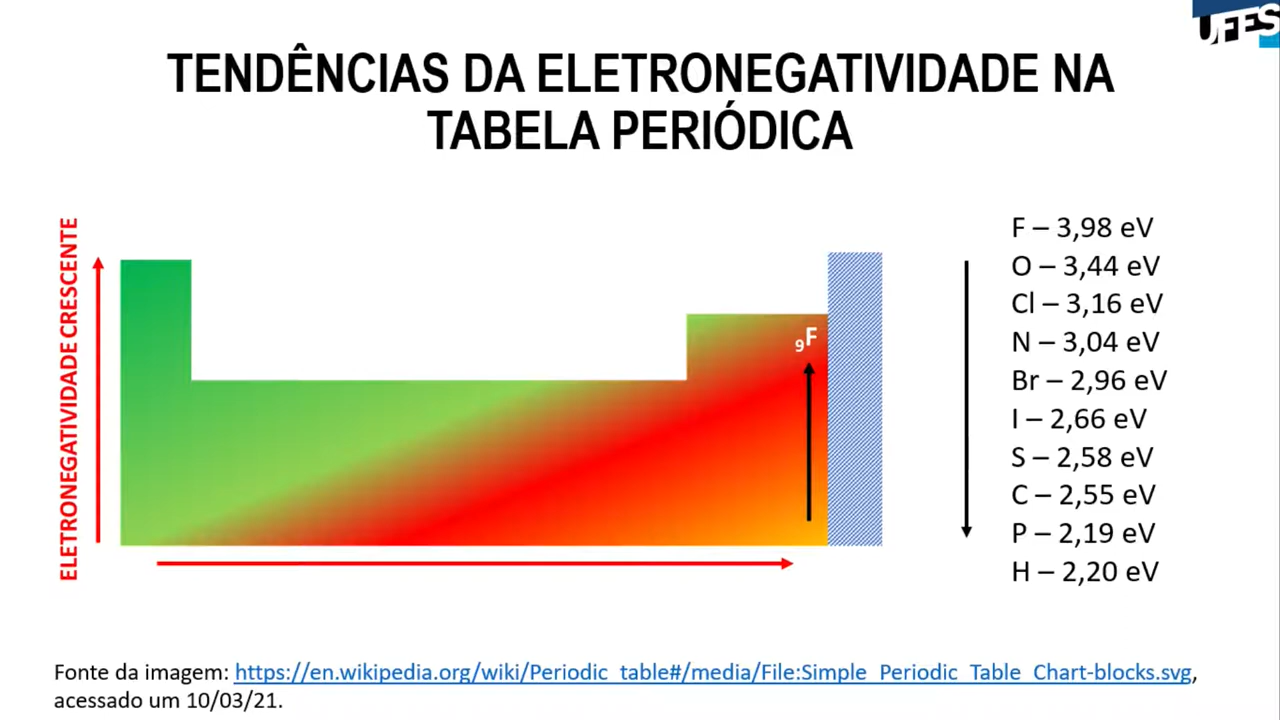 UFES
TENDÊNCIAS DA ELETRONEGATIVIDADE NA
TABELA PERIÓDICA
ELETRONEGATIVIDADE CRESCENTE
₉F
F – 3,98 eV
O – 3,44 eV
Cl – 3,16 eV
N – 3,04 eV
Br – 2,96 eV
I – 2,66 eV
S – 2,58 eV
C – 2,55 eV
P – 2,19 eV
H – 2,20 eV
Fonte da imagem: https://en.wikipedia.org/wiki/Periodic_table#/media/File:Simple_Periodic_Table_Chart-blocks.svg,
acessado um 10/03/21.